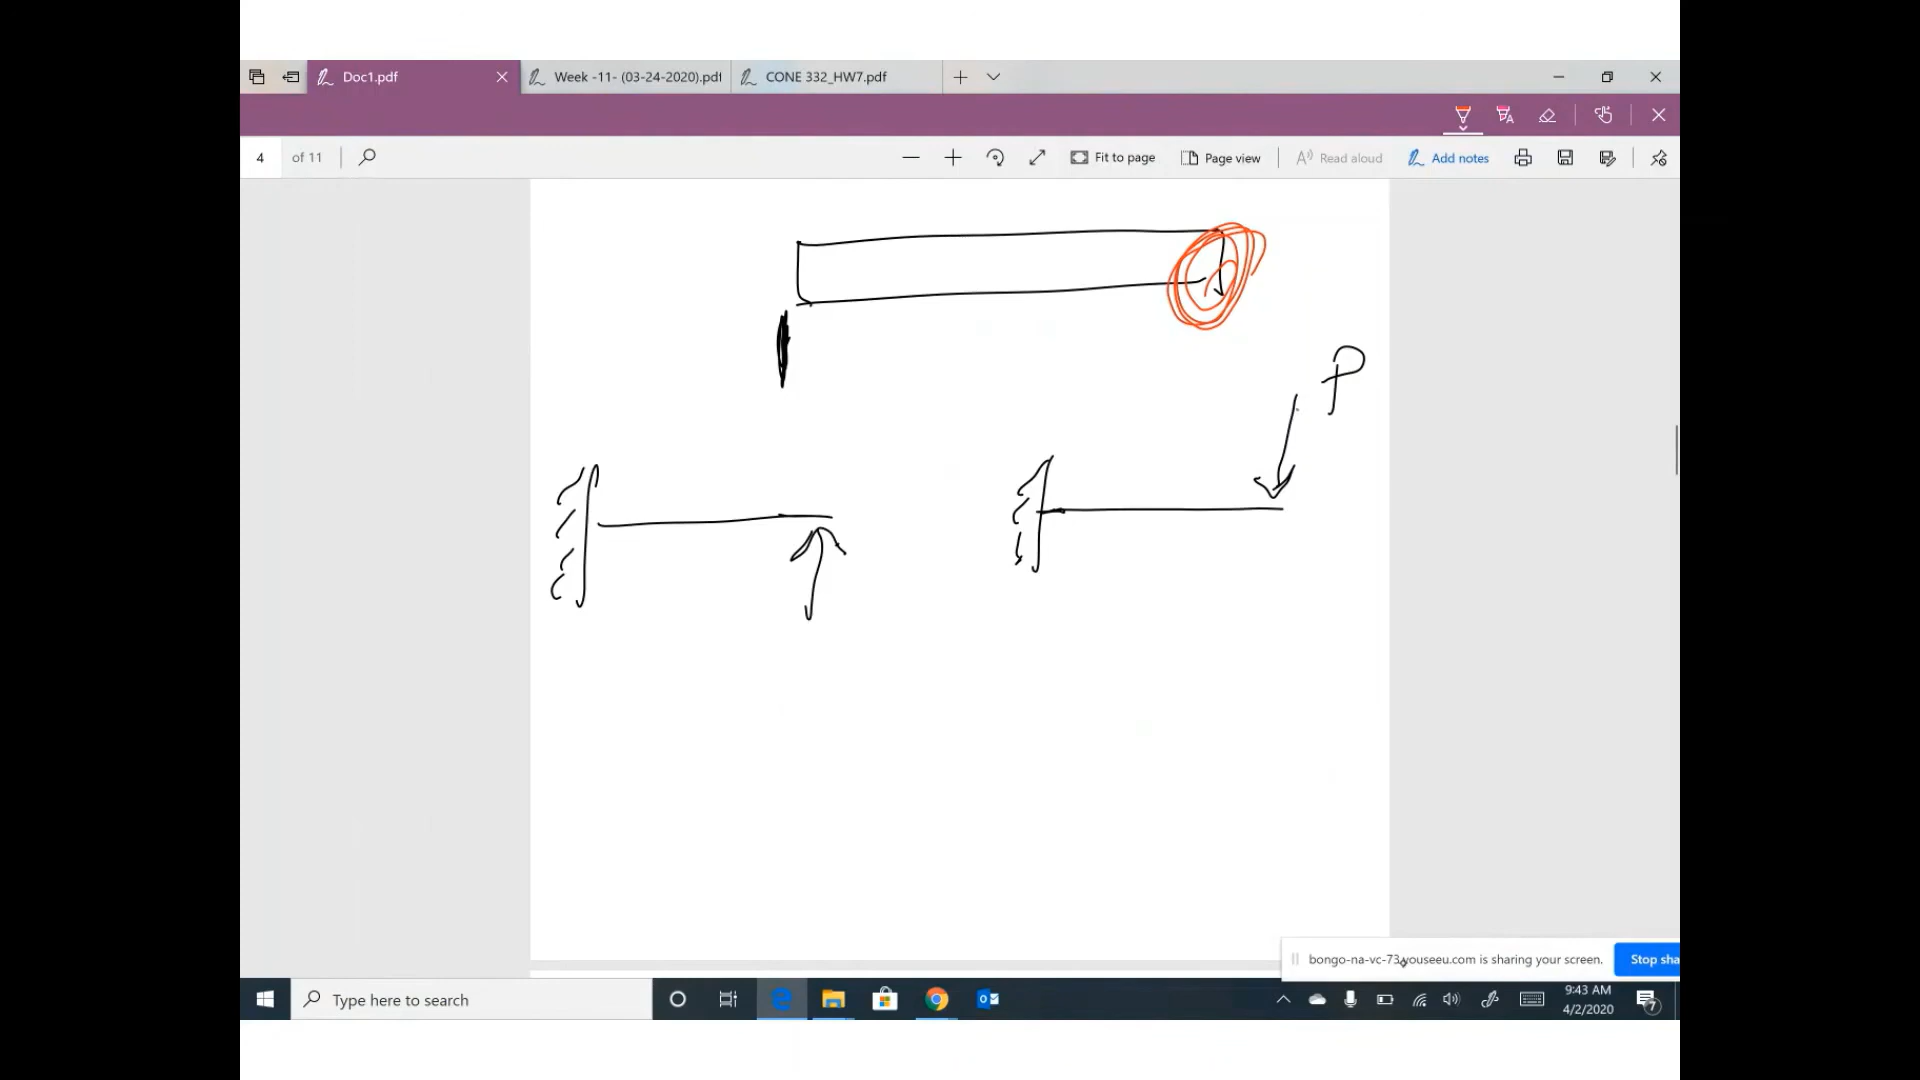 Doc1.pdf
Week -11- (03-24-2020).pdf
CONE 332_HW7.pdf
4 of 11
Fit to page
Page view
Read aloud
Add notes
P
bongo-na-vc-73.youseeu.com is sharing your screen.
Stop sha
Type here to search
9:43 AM
4/2/2020
7